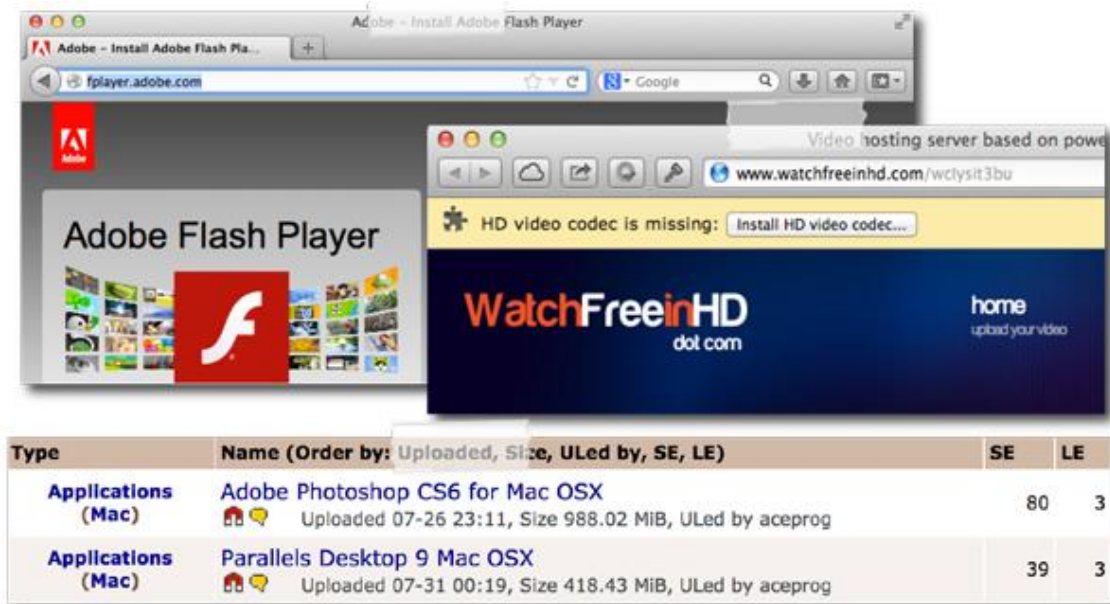 Adobe - Install Adobe Flash Player
Adobe - Install Adobe Flash Pla...
fplayer.adobe.com
Google
Adobe
Adobe Flash Player
Video hosting server based on powe
www.watchfreeinhd.com/wclysit3bu
HD video codec is missing: Install HD video codec...
WatchFreeinHD
dot com
home
upload your video
Type Name (Order by: Uploaded, Size, ULed by, SE, LE) SE LE
Applications Adobe Photoshop CS6 for Mac OSX
(Mac) Uploaded 07-26 23:11, Size 988.02 MiB, ULed by aceprog 80 3
Applications Parallels Desktop 9 Mac OSX
(Mac) Uploaded 07-31 00:19, Size 418.43 MiB, ULed by aceprog 39 3